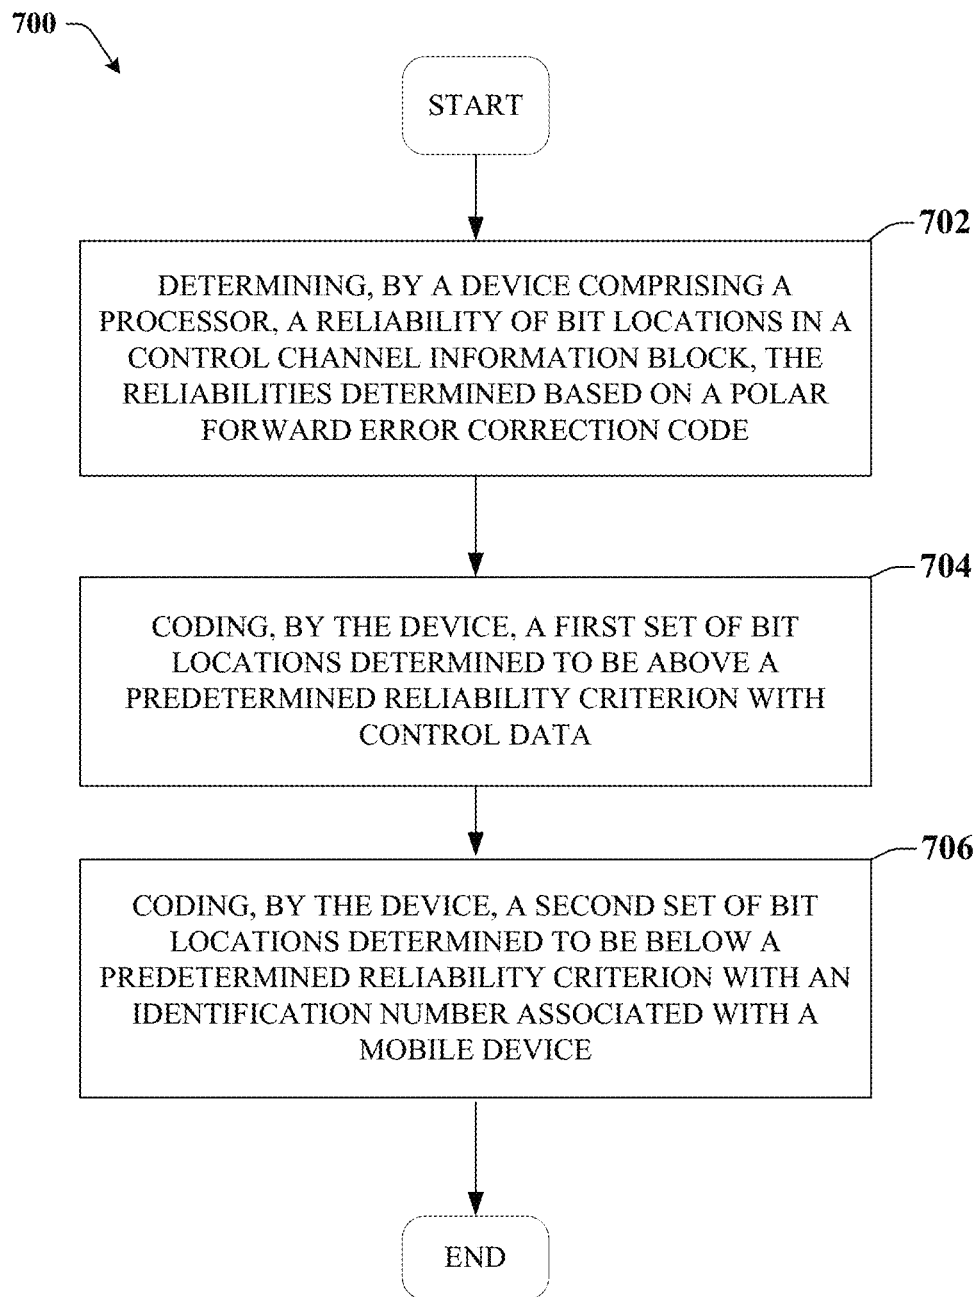 700
START
702
DETERMINING, BY A DEVICE COMPRISING A
PROCESSOR, A RELIABILITY OF BIT LOCATIONS IN A
CONTROL CHANNEL INFORMATION BLOCK, THE
RELIABILITIES DETERMINED BASED ON A POLAR
FORWARD ERROR CORRECTION CODE
704
CODING, BY THE DEVICE, A FIRST SET OF BIT
LOCATIONS DETERMINED TO BE ABOVE A
PREDETERMINED RELIABILITY CRITERION WITH
CONTROL DATA
706
CODING, BY THE DEVICE, A SECOND SET OF BIT
LOCATIONS DETERMINED TO BE BELOW A
PREDETERMINED RELIABILITY CRITERION WITH AN
IDENTIFICATION NUMBER ASSOCIATED WITH A
MOBILE DEVICE
END